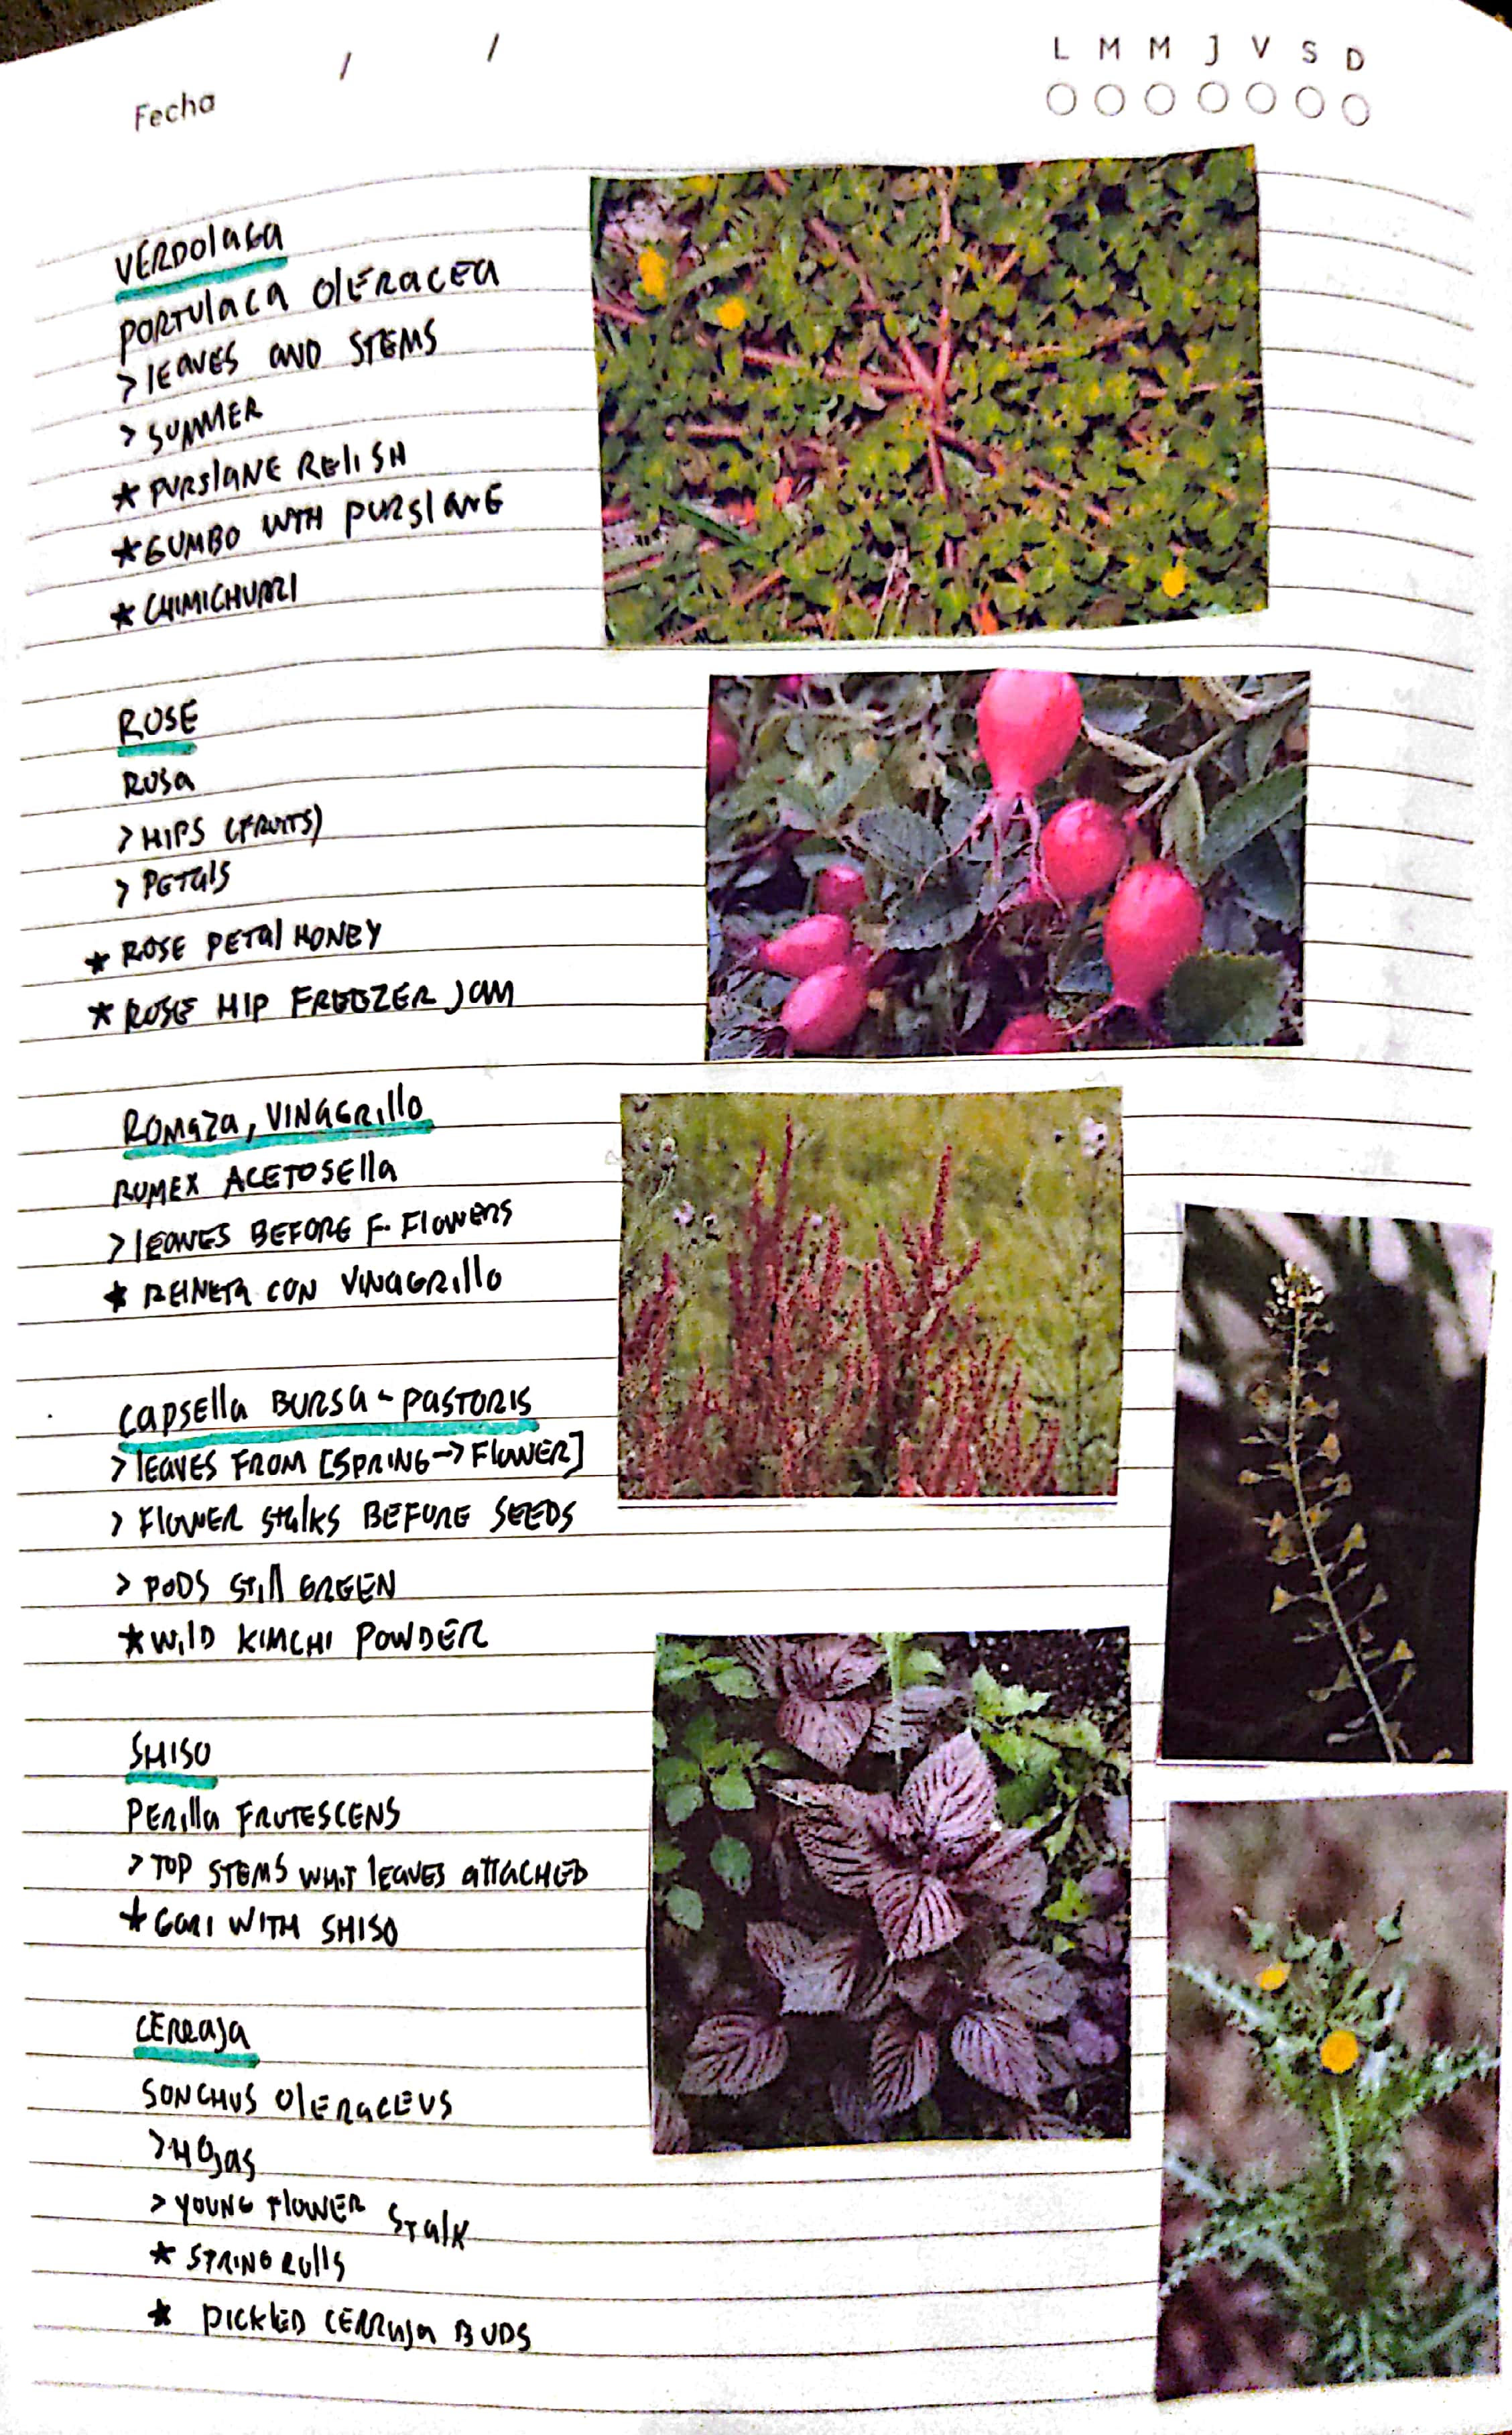 Fecha / /
L M M J V S D
VERDOLAGA
PORTULACA OLERACEA
> LEAVES AND STEMS
> SUMMER
★ PURSLANE RELISH
★ GUMBO WITH PURSLANE
★ CHIMICHURRI
ROSE
ROSA
> HIPS (FRUITS)
> PETALS
★ ROSE PETAL HONEY
★ ROSE HIP FREEZER JAM
ROMAZA, VINAGRILLO
RUMEX ACETOSELLA
> LEAVES BEFORE F. FLOWERS
★ REINETA CON VINAGRILLO
CAPSELLA BURSA-PASTORIS
> LEAVES FROM [SPRING→FLOWER]
> FLOWER STALKS BEFORE SEEDS
> PODS STILL GREEN
★ WILD KIMCHI POWDER
SHISO
PERILLA FRUTESCENS
> TOP STEMS LEAVES ATTACHED
★ GARI WITH SHISO
CERRAJA
SONCHUS OLERACEUS
> HOJAS
> YOUNG FLOWER STALK
★ SPRING ROLLS
★ PICKLED CERRAJA BUDS